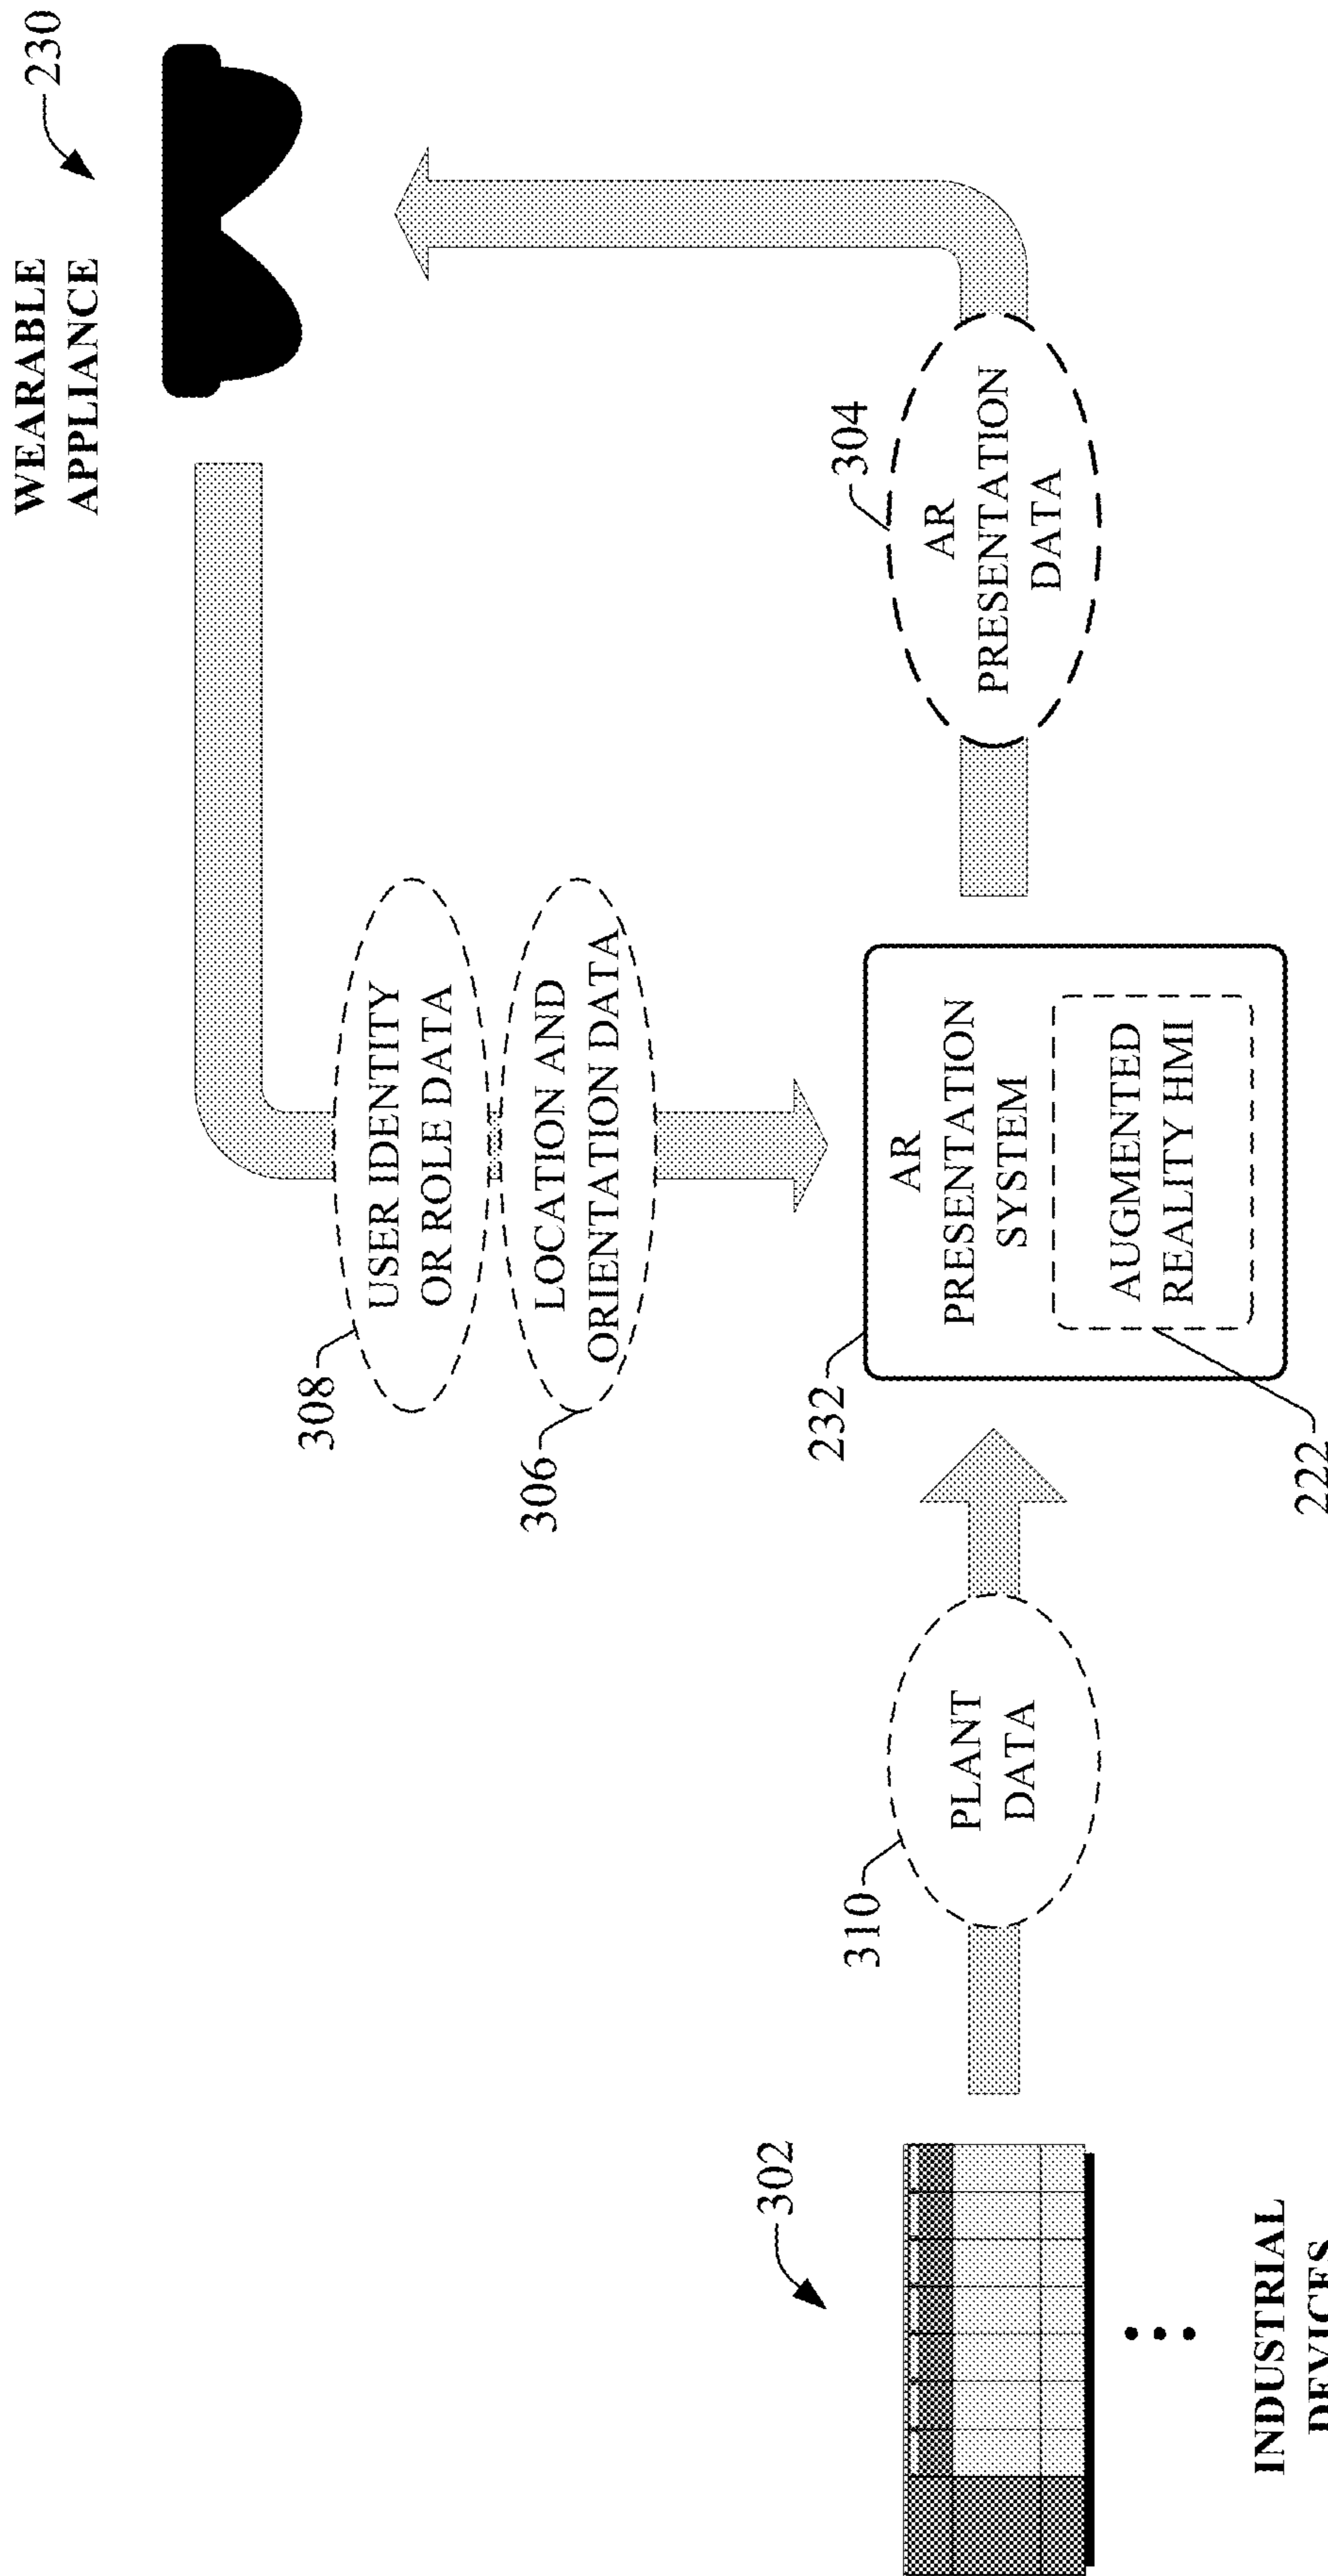 WEARABLE
APPLIANCE
230
USER IDENTITY
OR ROLE DATA
308
LOCATION AND
ORIENTATION DATA
306
304
AR
PRESENTATION
DATA
232
AR
PRESENTATION
SYSTEM
AUGMENTED
REALITY HMI
222
310
PLANT
DATA
302
INDUSTRIAL
DEVICES